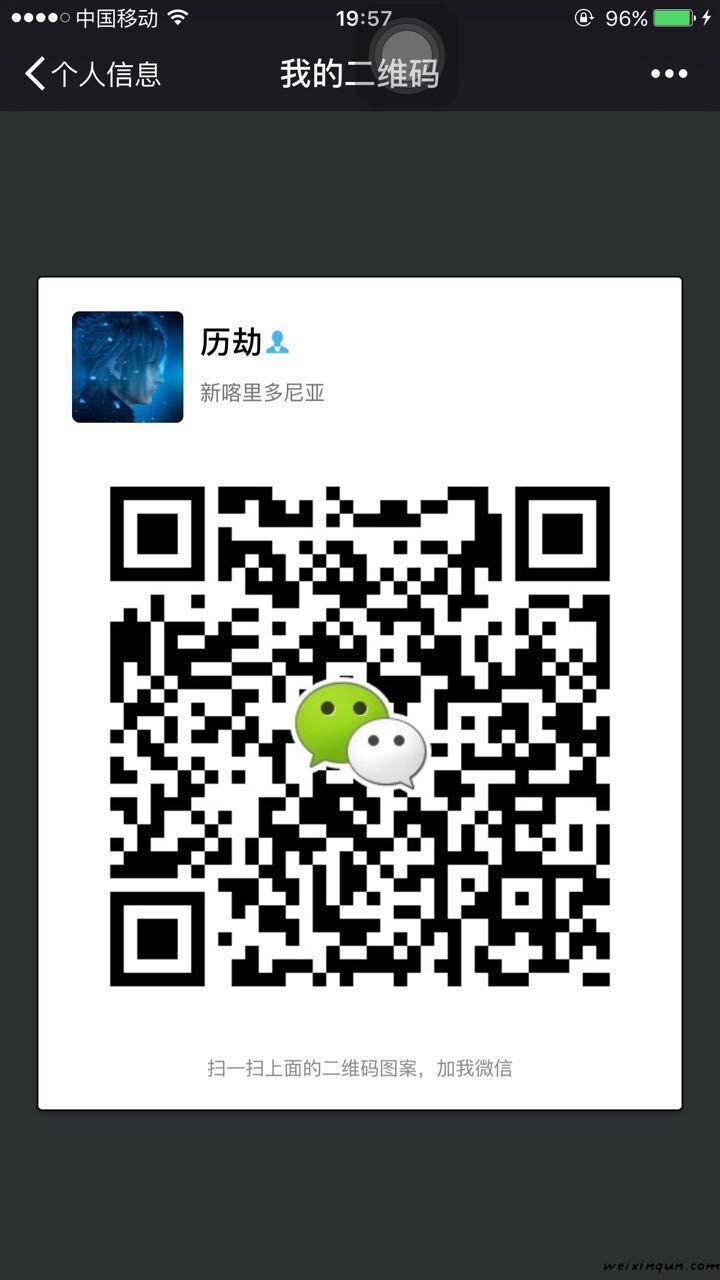 中国移动 19:57 96%
个人信息 我的二维码
历劫
新喀里多尼亚
扫一扫上面的二维码图案，加我微信
weixinqun.com